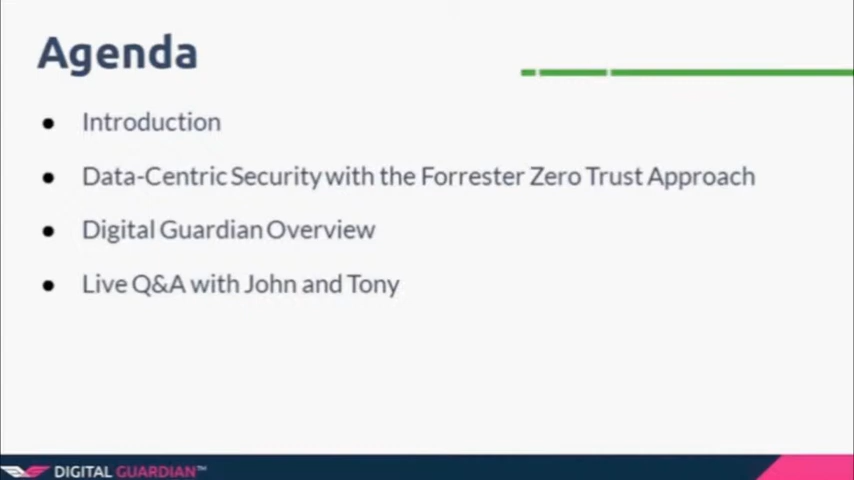 Agenda
Introduction
Data-Centric Security with the Forrester Zero Trust Approach
Digital Guardian Overview
Live Q&A with John and Tony
DIGITAL GUARDIAN™